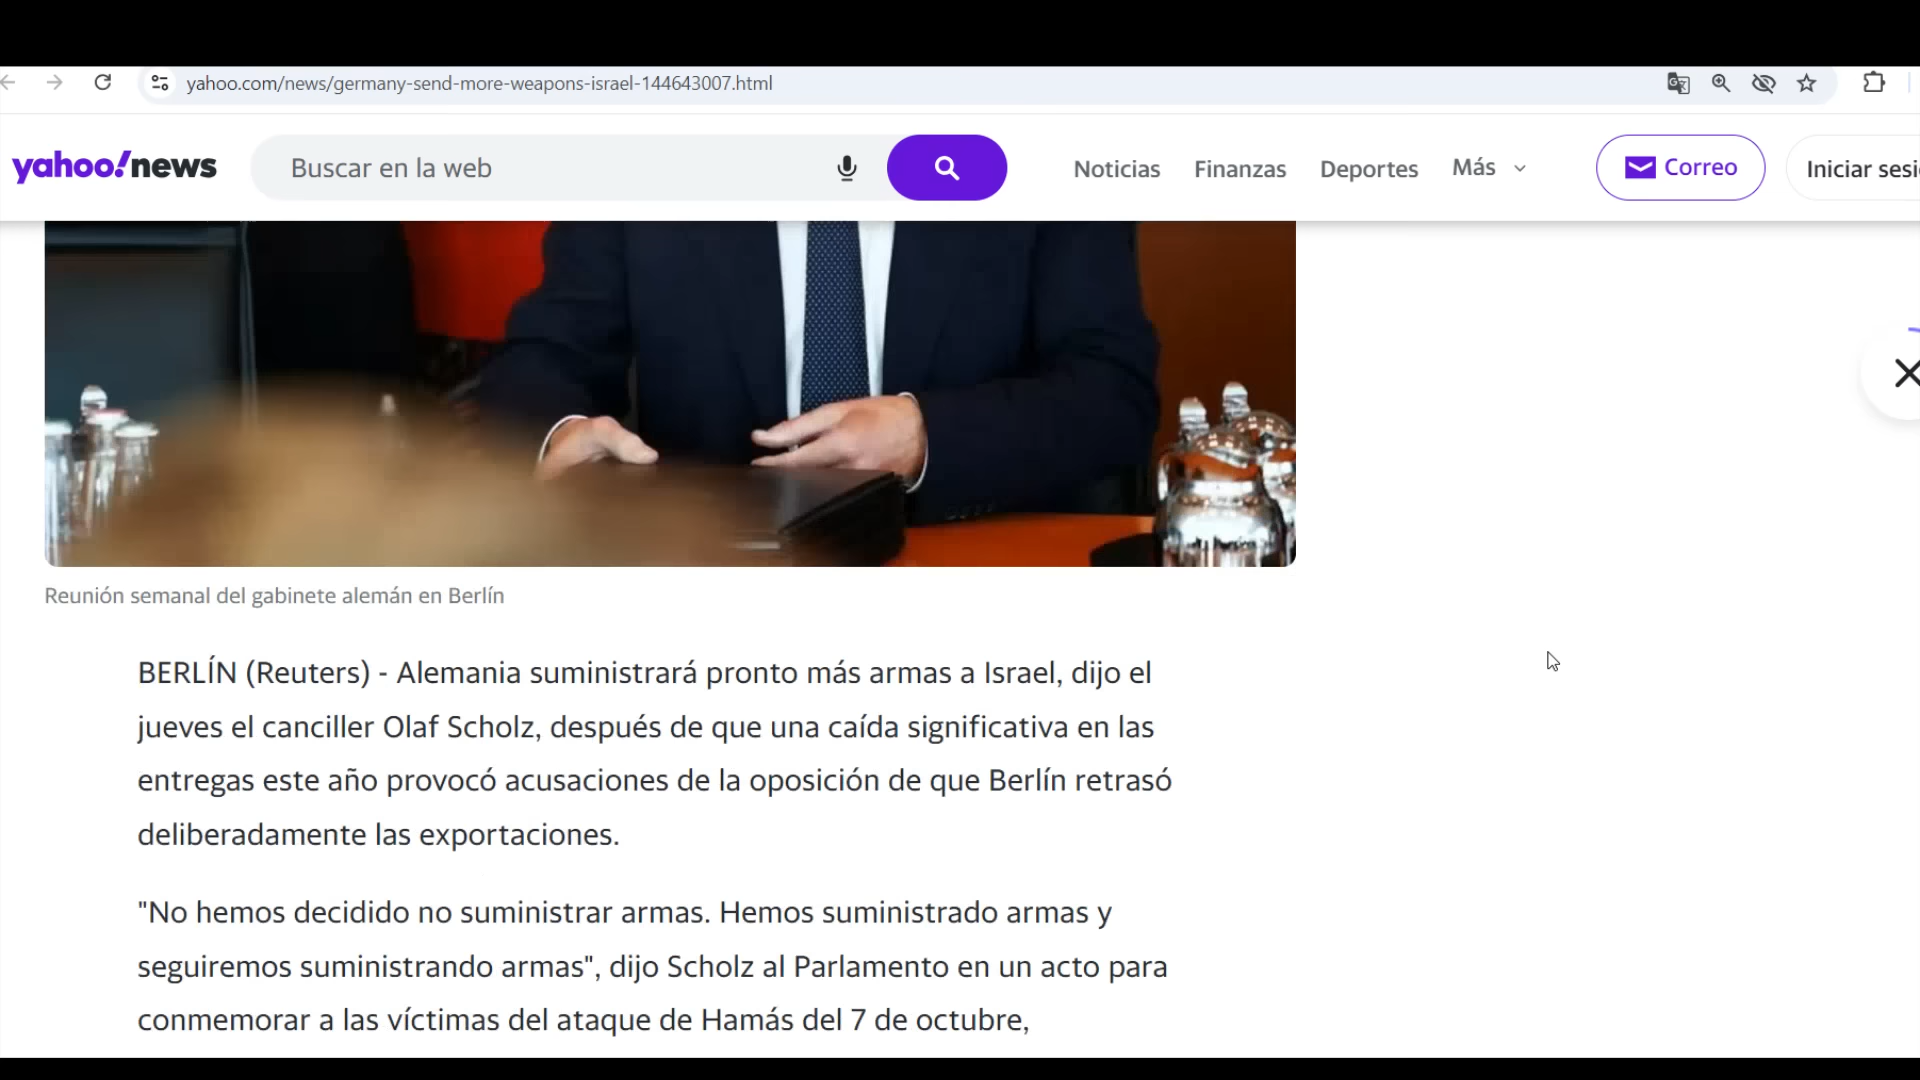 yahoo.com/news/germany-send-more-weapons-israel-144643007.html
yahoo!news
Buscar en la web
Noticias
Finanzas
Deportes
Más
Correo
Iniciar sesi
Reunión semanal del gabinete alemán en Berlín
BERLÍN (Reuters) - Alemania suministrará pronto más armas a Israel, dijo el
jueves el canciller Olaf Scholz, después de que una caída significativa en las
entregas este año provocó acusaciones de la oposición de que Berlín retrasó
deliberadamente las exportaciones.
"No hemos decidido no suministrar armas. Hemos suministrado armas y
seguiremos suministrando armas", dijo Scholz al Parlamento en un acto para
conmemorar a las víctimas del ataque de Hamás del 7 de octubre,